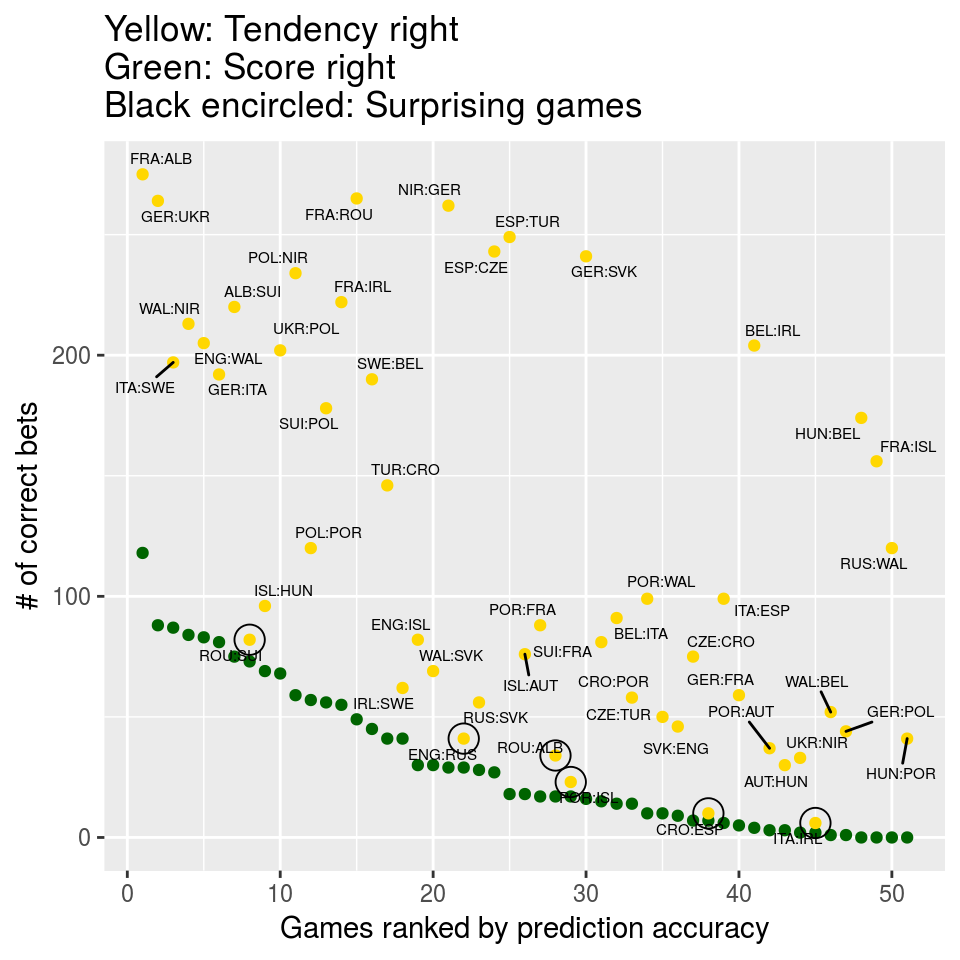 Yellow: Tendency right
Green: Score right
Black encircled: Surprising games
FRA:ALB
GER:UKR
FRA:ROU
NIR:GER
ESP:TUR
ESP:CZE
GER:SVK
POL:NIR
ALB:SUI
FRA:IRL
WAL:NIR
UKR:POL
BEL:IRL
ENG:WAL
SWE:BEL
ITA:SWE
GER:ITA
SUI:POL
HUN:BEL
FRA:ISL
TUR:CRO
POL:POR
RUS:WAL
ISL:HUN
POR:WAL
ITA:ESP
ENG:ISL
POR:FRA
BEL:ITA
CZE:CRO
ROU:SUI
WAL:SVK
SUI:FRA
ISL:AUT
CRO:POR
GER:FRA
WAL:BEL
IRL:SWE
RUS:SVK
CZE:TUR
POR:AUT
GER:POL
ENG:RUS
ROU:ALB
SVK:ENG
UKR:NIR
HUN:POR
AUT:HUN
POR:ISL
CRO:ESP
ITA:IRL
200
100
0
0 10 20 30 40 50
# of correct bets
Games ranked by prediction accuracy